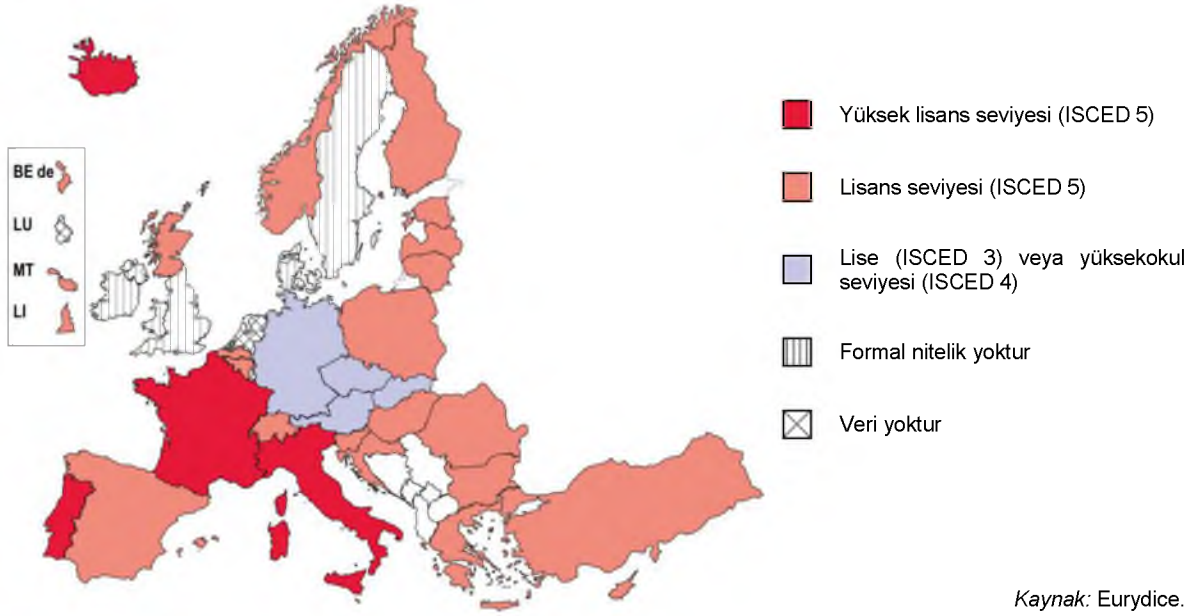 BE de
LU
MT
LI
Yüksek lisans seviyesi (ISCED 5)
Lisans seviyesi (ISCED 5)
Lise (ISCED 3) veya yüksekokul
seviyesi (ISCED 4)
Formal nitelik yoktur
Veri yoktur
Kaynak: Eurydice.